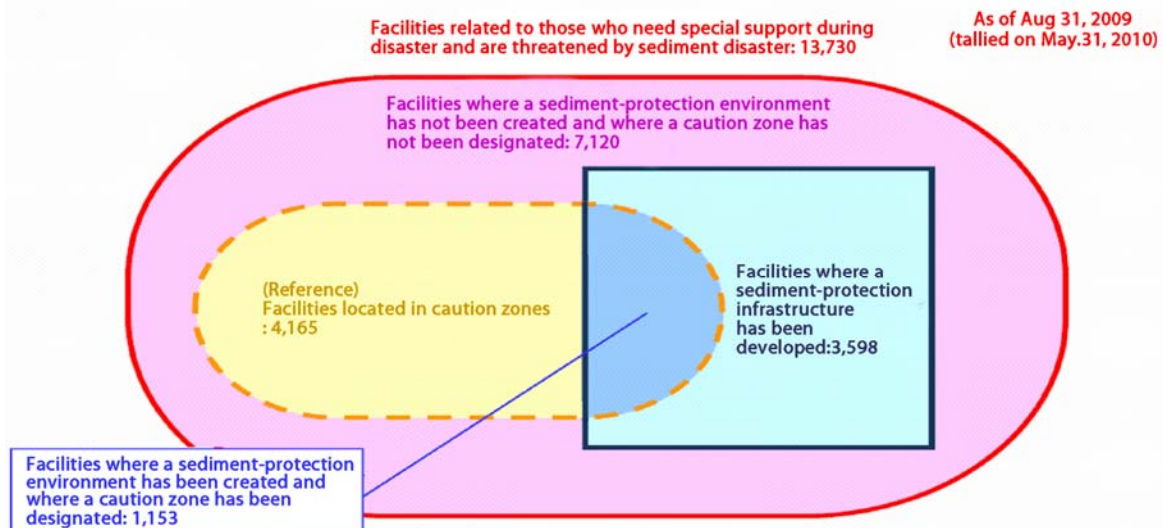 Facilities related to those who need special support during
disaster and are threatened by sediment disaster: 13,730
As of Aug 31, 2009
(tallied on May.31, 2010)
Facilities where a sediment-protection environment
has not been created and where a caution zone has
not been designated: 7,120
(Reference)
Facilities located in caution zones
: 4,165
Facilities where a
sediment-protection
infrastructure
has been
developed:3,598
Facilities where a sediment-protection
environment has been created and
where a caution zone has been
designated: 1,153